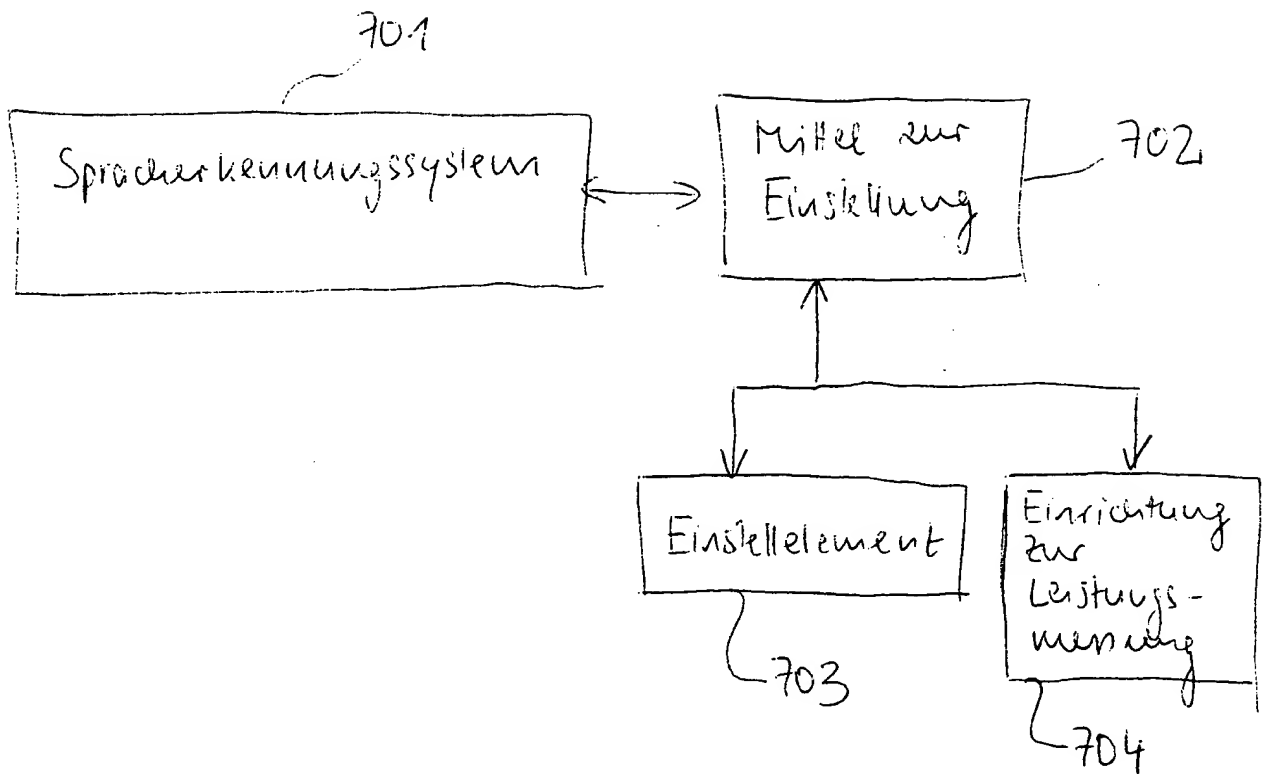 701
Spracherkennungssystem
Mittel zur
Einstellung
702
Einstellelement
703
Einrichtung
zur
Leistungs-
messung
704